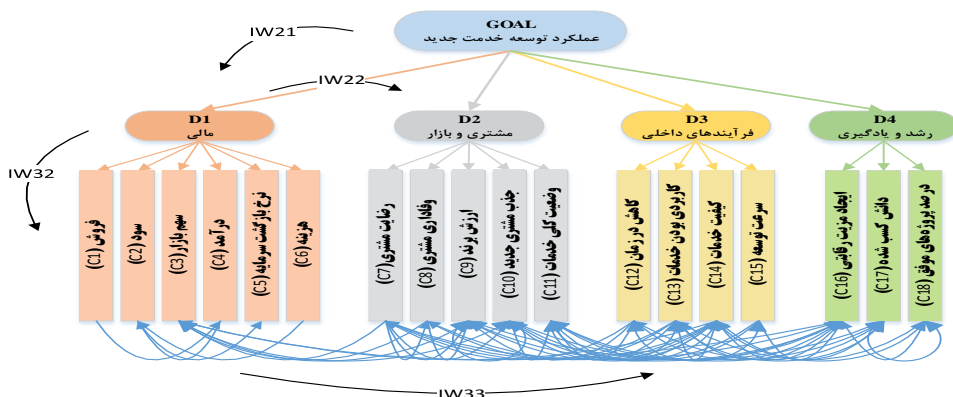 GOAL
عملکرد توسعه خدمت جدید
IW21
IW22
D1
مالی
D2
مشتری و بازار
D3
فرآیندهای داخلی
D4
رشد و یادگیری
IW32
فروش (C1)
سود (C2)
سهم بازار (C3)
درآمد (C4)
نرخ بازگشت سرمایه (C5)
هزینه (C6)
رضایت مشتری (C7)
وفاداری مشتری (C8)
ارزش برند (C9)
جذب مشتری جدید (C10)
وضعیت کلی خدمات (C11)
کاهش در زمان (C12)
کاربردی بودن خدمات (C13)
کیفیت خدمات (C14)
سرعت توسعه (C15)
ایجاد مزیت رقابتی (C16)
دانش کسب شده (C17)
درصد پروژه‌های موفق (C18)
IW33